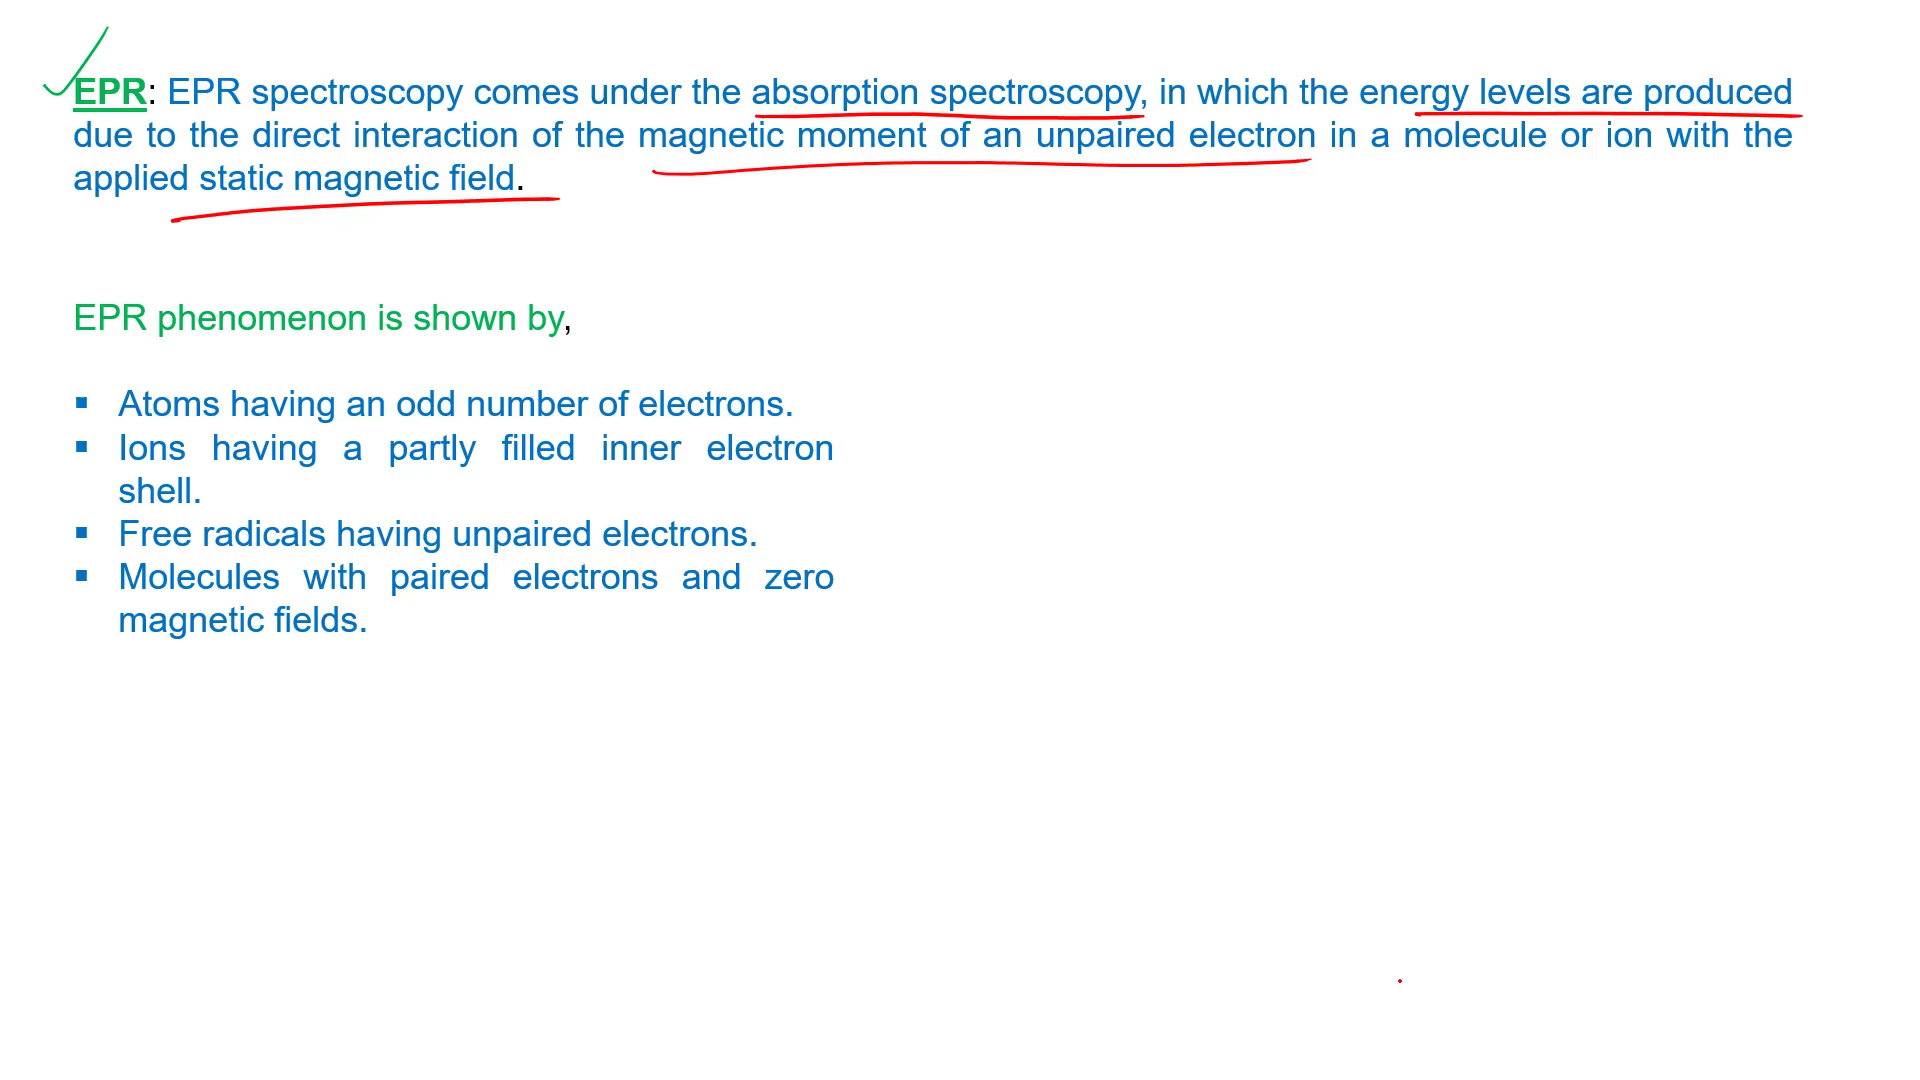 EPR: EPR spectroscopy comes under the absorption spectroscopy, in which the energy levels are produced
due to the direct interaction of the magnetic moment of an unpaired electron in a molecule or ion with the
applied static magnetic field.
EPR phenomenon is shown by,
▪ Atoms having an odd number of electrons.
▪ Ions having a partly filled inner electron
shell.
▪ Free radicals having unpaired electrons.
▪ Molecules with paired electrons and zero
magnetic fields.